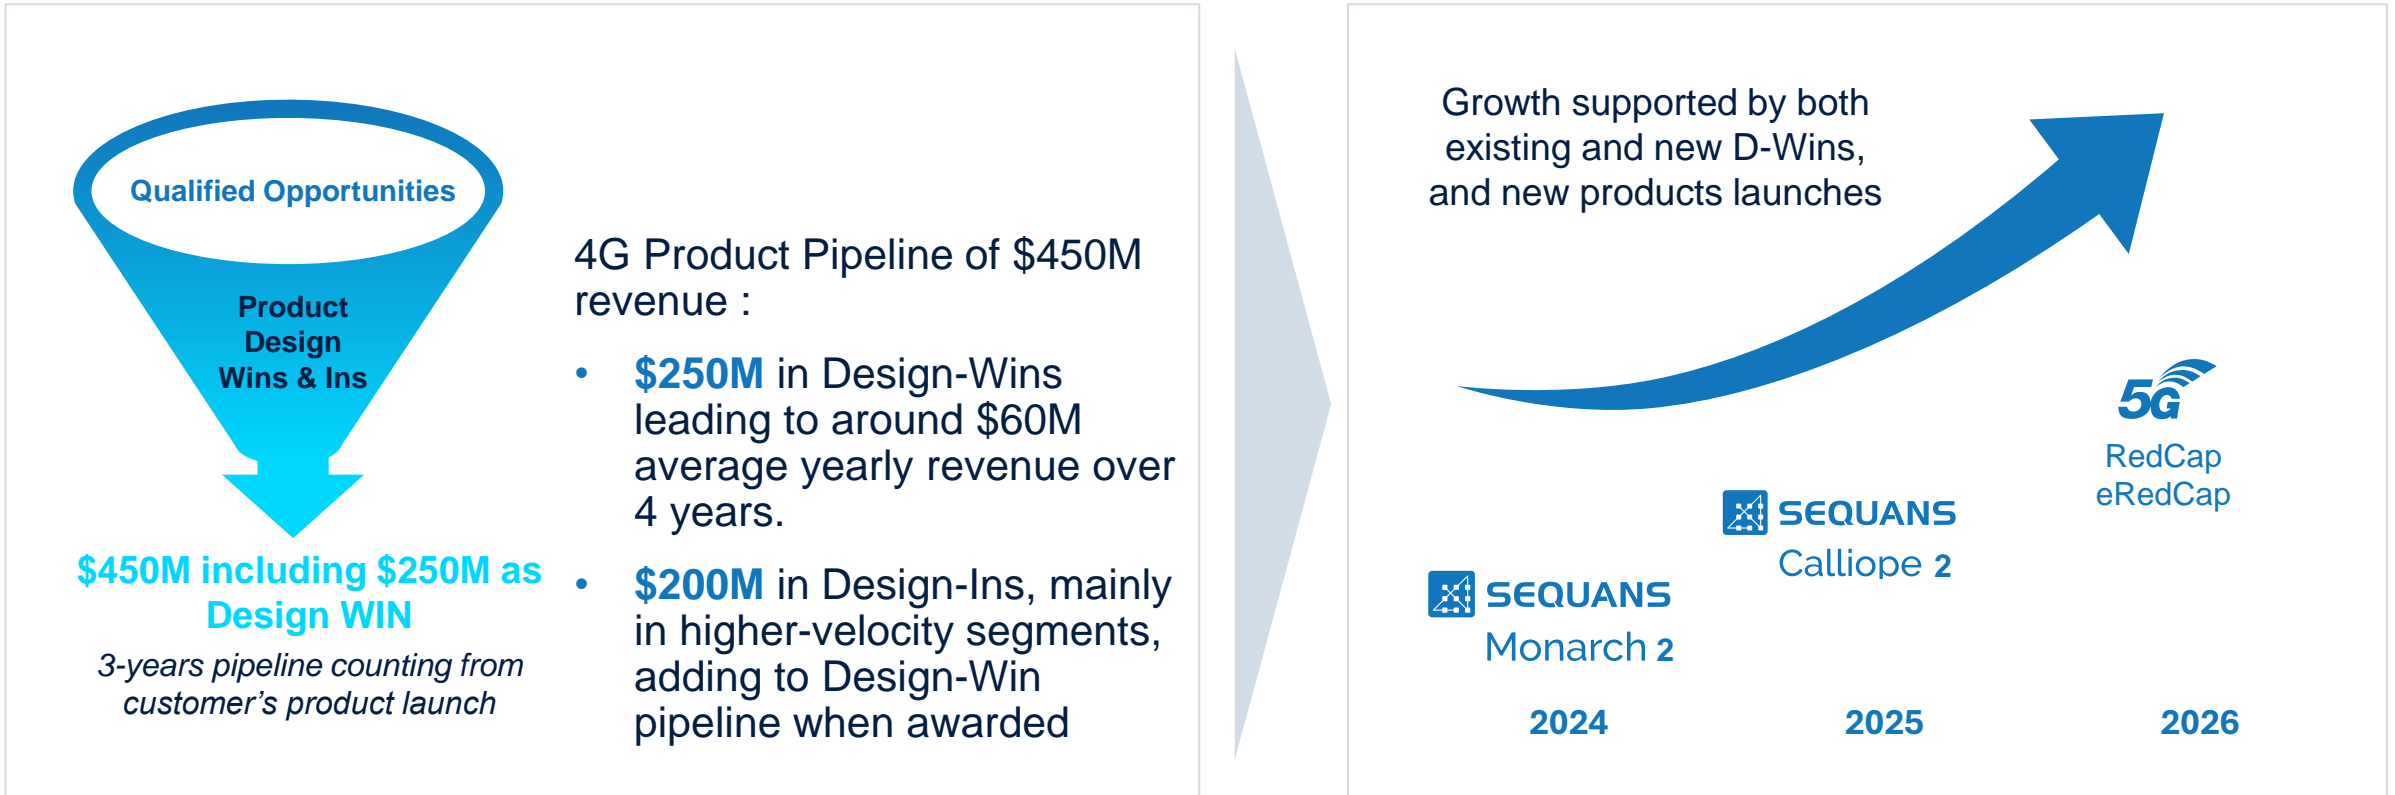 Qualified Opportunities
Product
Design
Wins & Ins
$450M including $250M as
Design WIN
3-years pipeline counting from
customer’s product launch
4G Product Pipeline of $450M
revenue :
• $250M in Design-Wins
leading to around $60M
average yearly revenue over
4 years.
• $200M in Design-Ins, mainly
in higher-velocity segments,
adding to Design-Win
pipeline when awarded
Growth supported by both
existing and new D-Wins,
and new products launches
5G
RedCap
eRedCap
SEQUANS
Calliope 2
SEQUANS
Monarch 2
2024
2025
2026